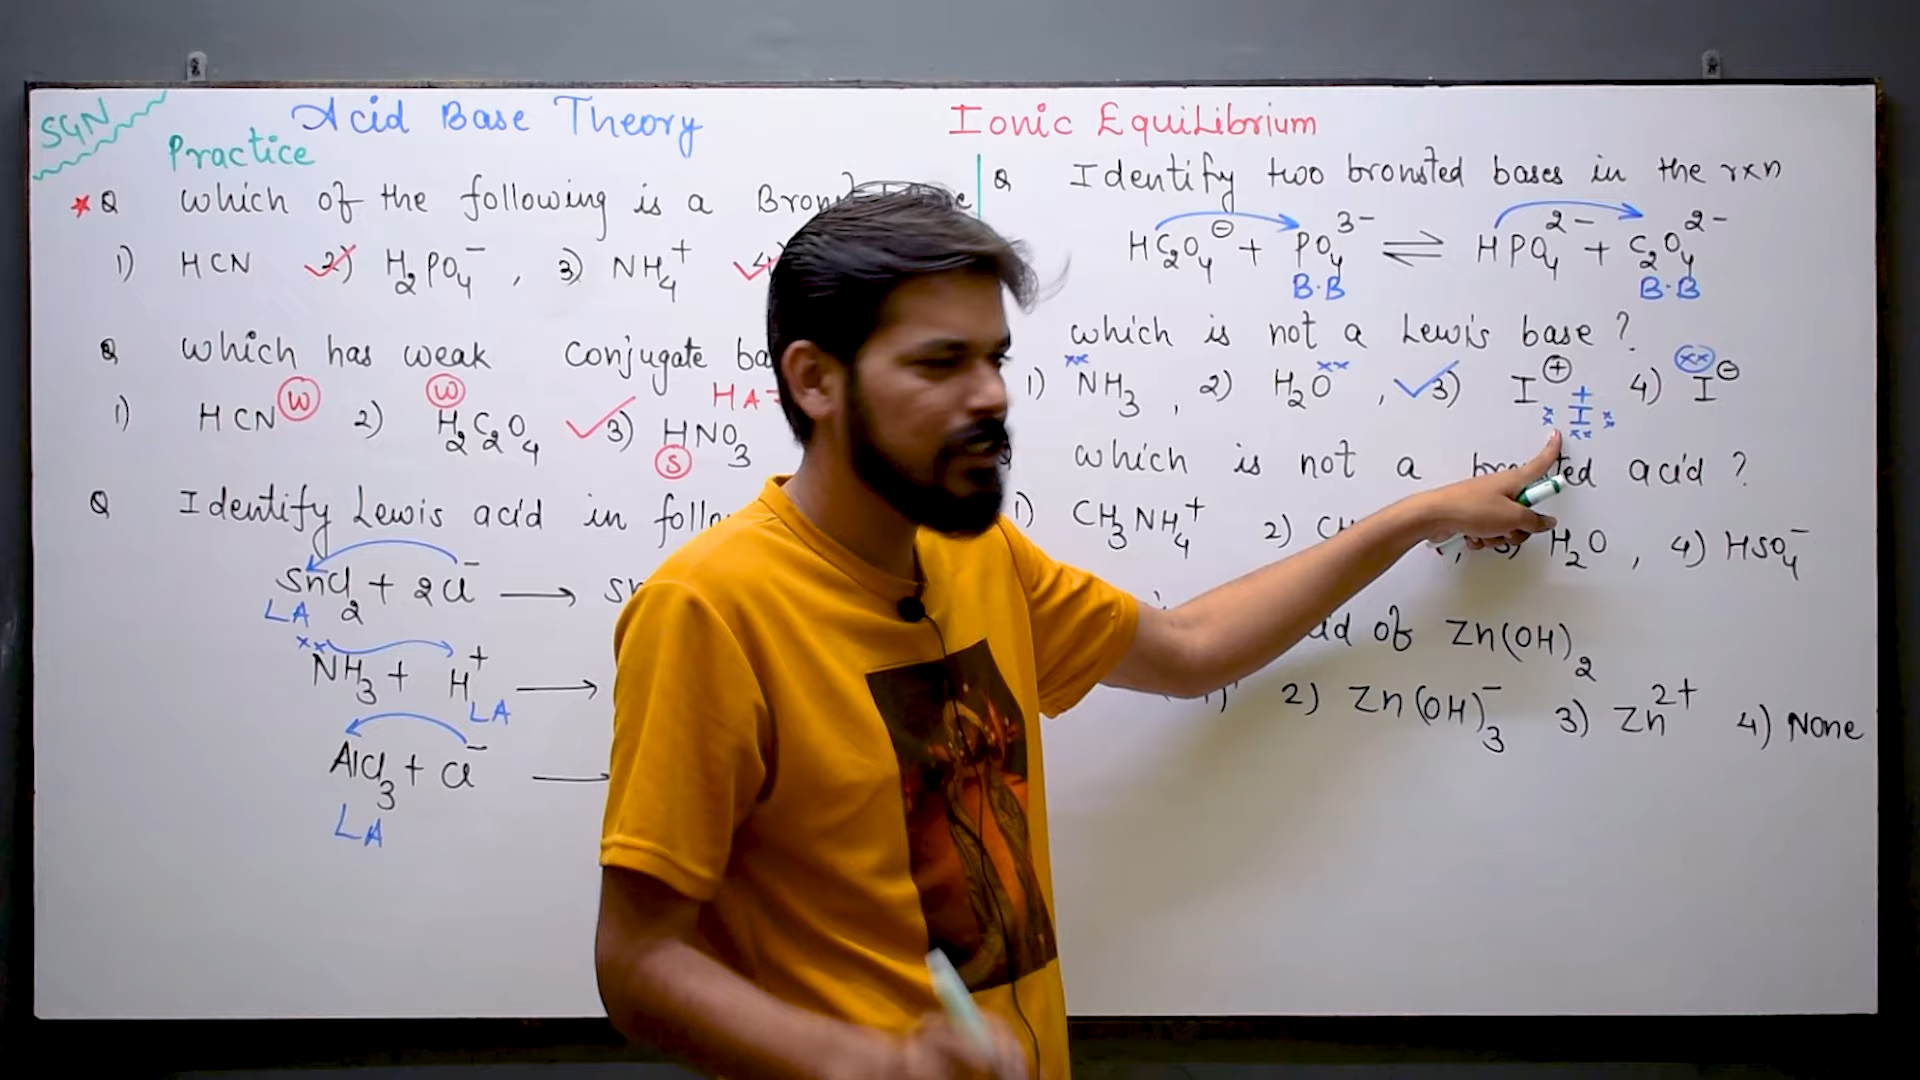 SGN
Acid Base Theory
Practice
Q which of the following is a
1) HCN 2) H₂PO₄⁻ , 3) NH₄⁺
Q which has weak conjugate
1) HCN (W) 2) H₂C₂O₄ (W) 3) HNO₃ (S) HA
Q Identify Lewis acid in
SnCl₂ + 2Cl⁻ →
LA
NH₃ + H⁺ →
LA
AlCl₃ + Cl⁻ →
LA
Ionic EquiLibrium
Q Identify two bronsted bases in the rxn
HC₂O₄⊖ + PO₄³⁻ ⇌ HPO₄²⁻ + C₂O₄²⁻
B.B B.B
which is not a Lewis base ?
1) NH₃ , 2) H₂O , 3) I⊕ 4) I⊖
+
I
which is not a acid ?
1) CH₃NH₄⁺ 2) 3) H₂O , 4) HSO₄⁻
of Zn(OH)₂
2) Zn(OH)₃⁻ 3) Zn²⁺ 4) None